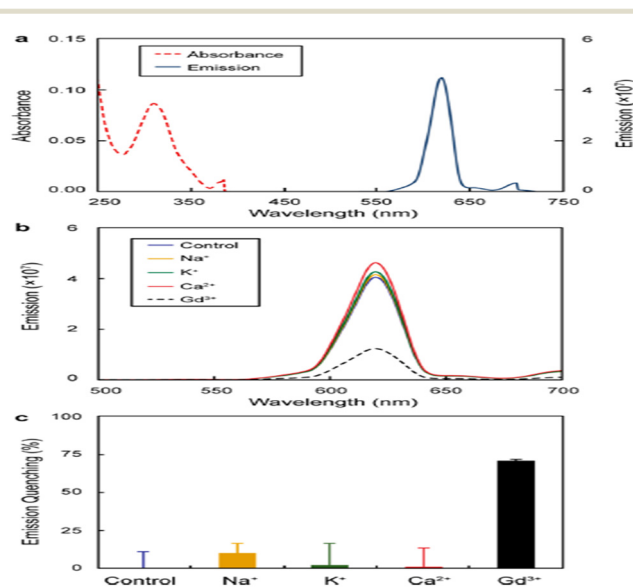 a
0.15
0.10
0.05
0.00
Absorbance
Absorbance
Emission
6
4
2
0
Emission (×10⁷)
250 350 450 550 650 750
Wavelength (nm)
b
6
4
2
0
Emission (×10⁷)
Control
Na⁺
K⁺
Ca²⁺
Gd³⁺
500 550 600 650 700
Wavelength (nm)
c
100
75
50
25
0
Emission Quenching (%)
Control Na⁺ K⁺ Ca²⁺ Gd³⁺